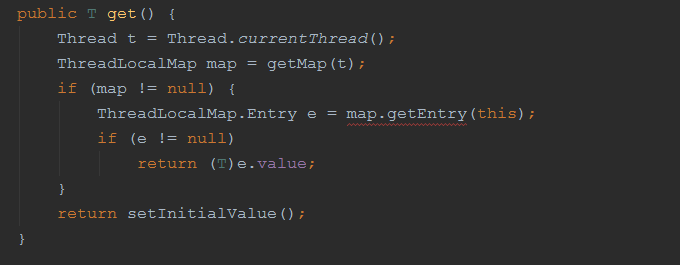 public T get() {
Thread t = Thread.currentThread();
ThreadLocalMap map = getMap(t);
if (map != null) {
ThreadLocalMap.Entry e = map.getEntry(this);
if (e != null)
return (T)e.value;
}
return setInitialValue();
}